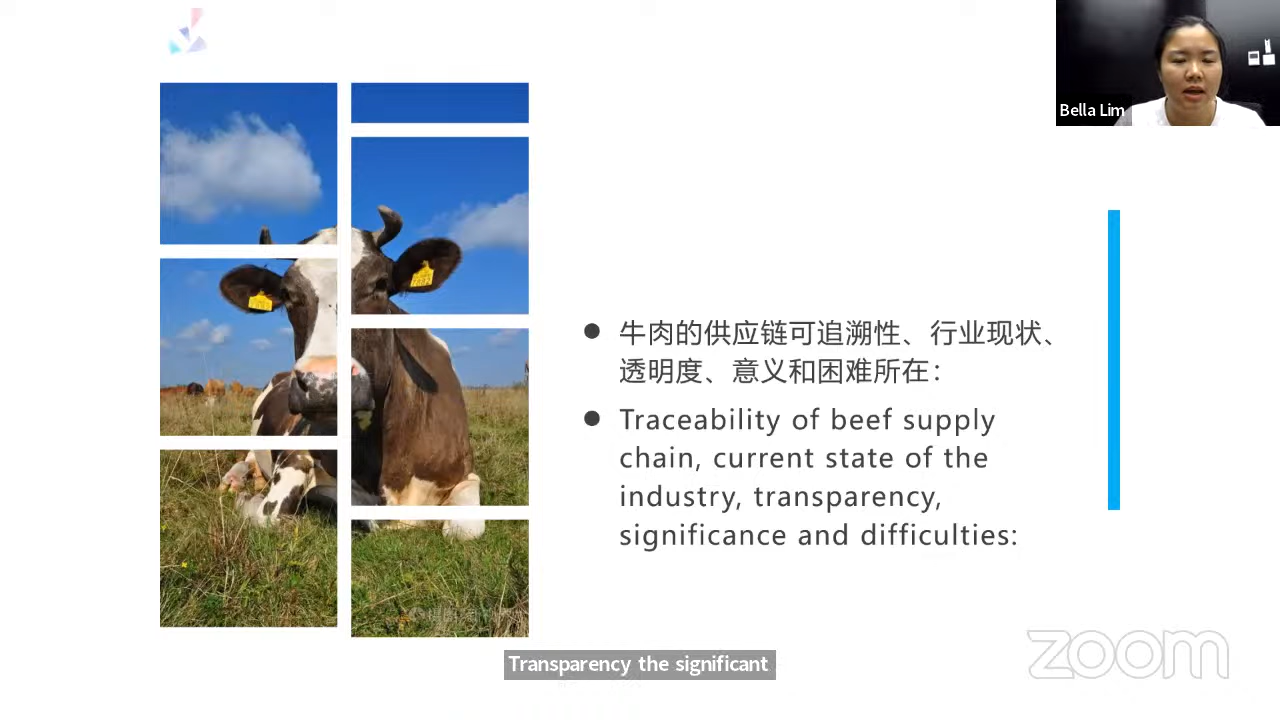 Bella Lim
● 牛肉的供应链可追溯性、行业现状、
透明度、意义和困难所在：
● Traceability of beef supply
chain, current state of the
industry, transparency,
significance and difficulties:
Transparency the significant
zoom